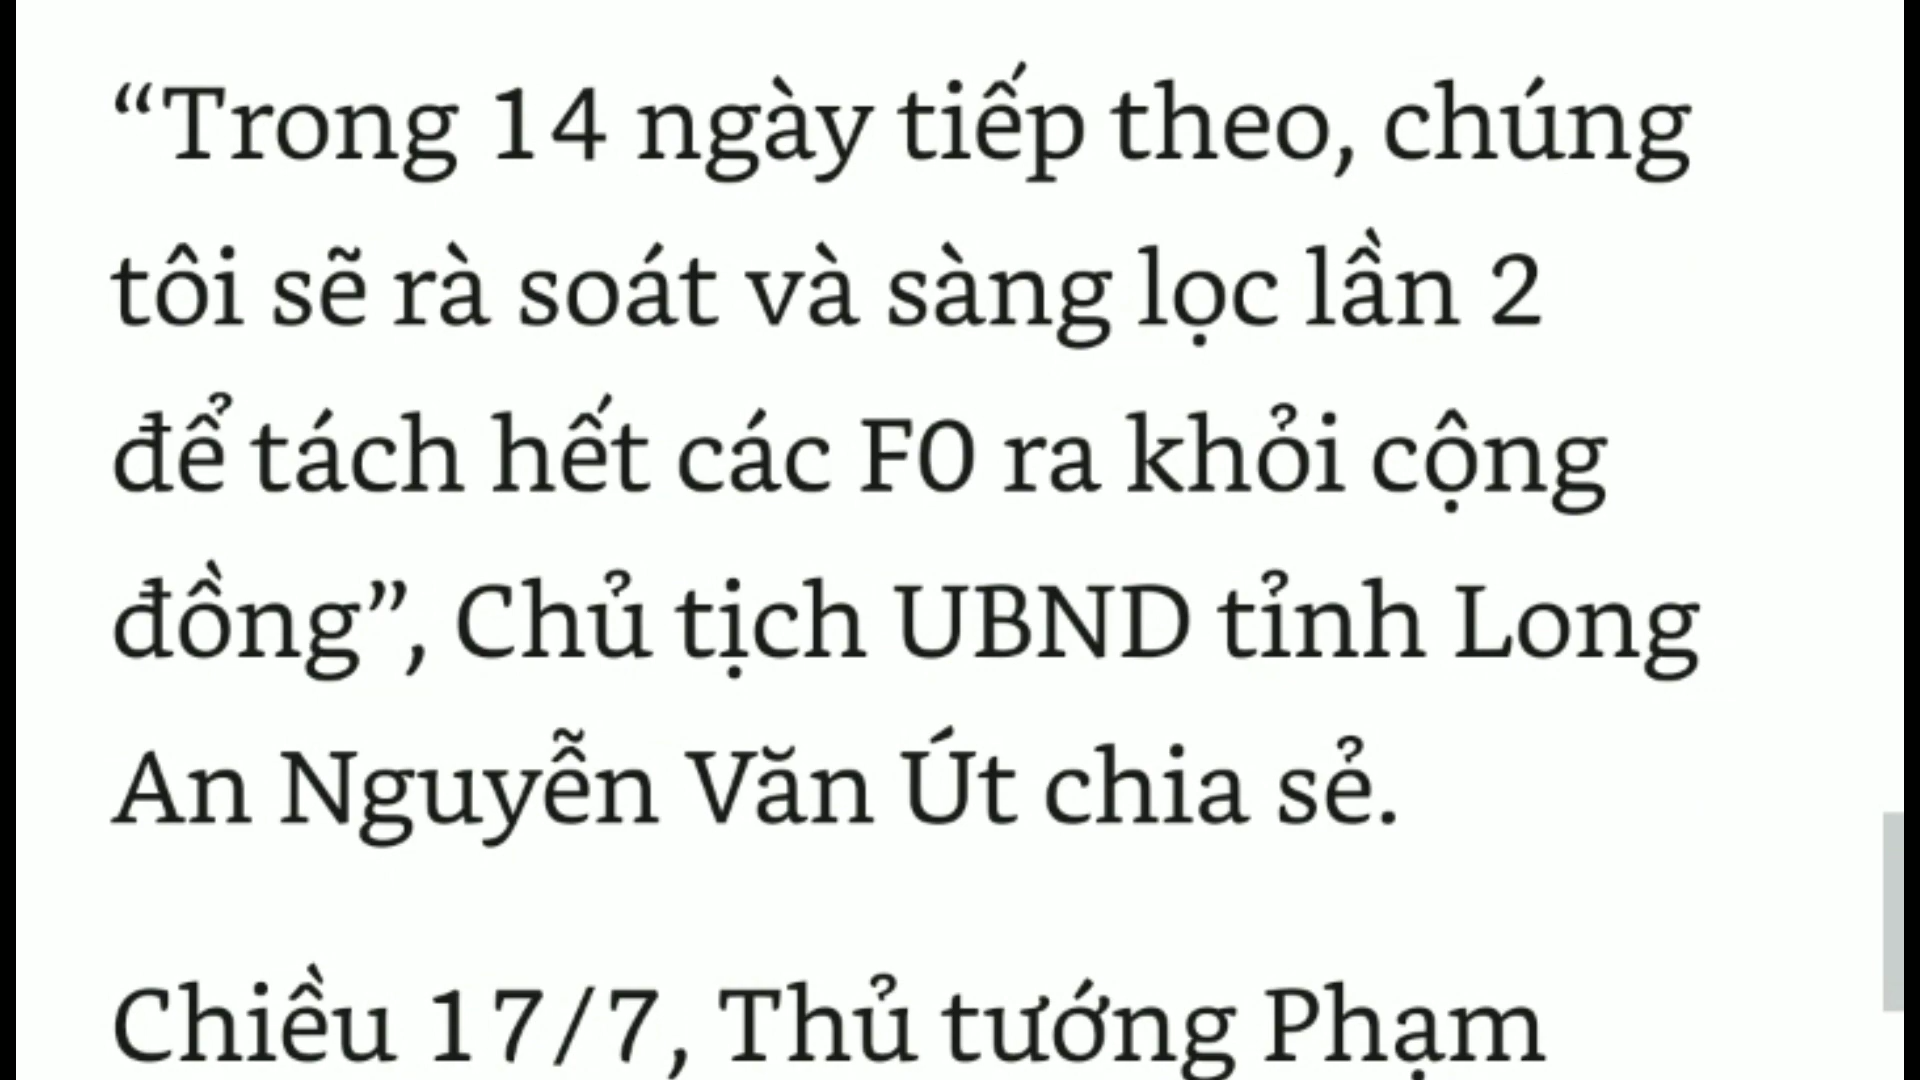 “Trong 14 ngày tiếp theo, chúng
tôi sẽ rà soát và sàng lọc lần 2
để tách hết các F0 ra khỏi cộng
đồng”, Chủ tịch UBND tỉnh Long
An Nguyễn Văn Út chia sẻ.
Chiều 17/7, Thủ tướng Phạm